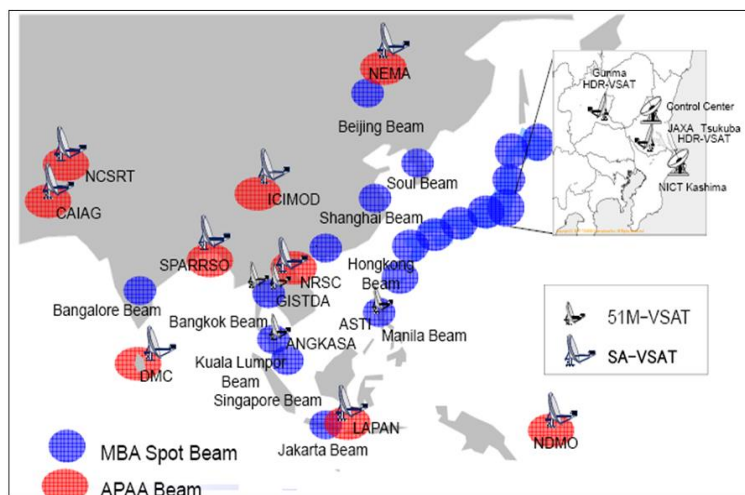 NEMA
Beijing Beam
Gunma
HDR-VSAT
Control Center
JAXA Tsukuba
HDR-VSAT
NICT Kashima
NCSRT
CAIAG
ICIMOD
Soul Beam
Shanghai Beam
SPARRSO
NRSC
Hongkong
Beam
GISTDA
Bangalore Beam
Bangkok Beam
ASTI
Manila Beam
ANGKASA
DMC
Kuala Lumpor
Beam
Singapore Beam
51M-VSAT
SA-VSAT
LAPAN
Jakarta Beam
NDMO
MBA Spot Beam
APAA Beam